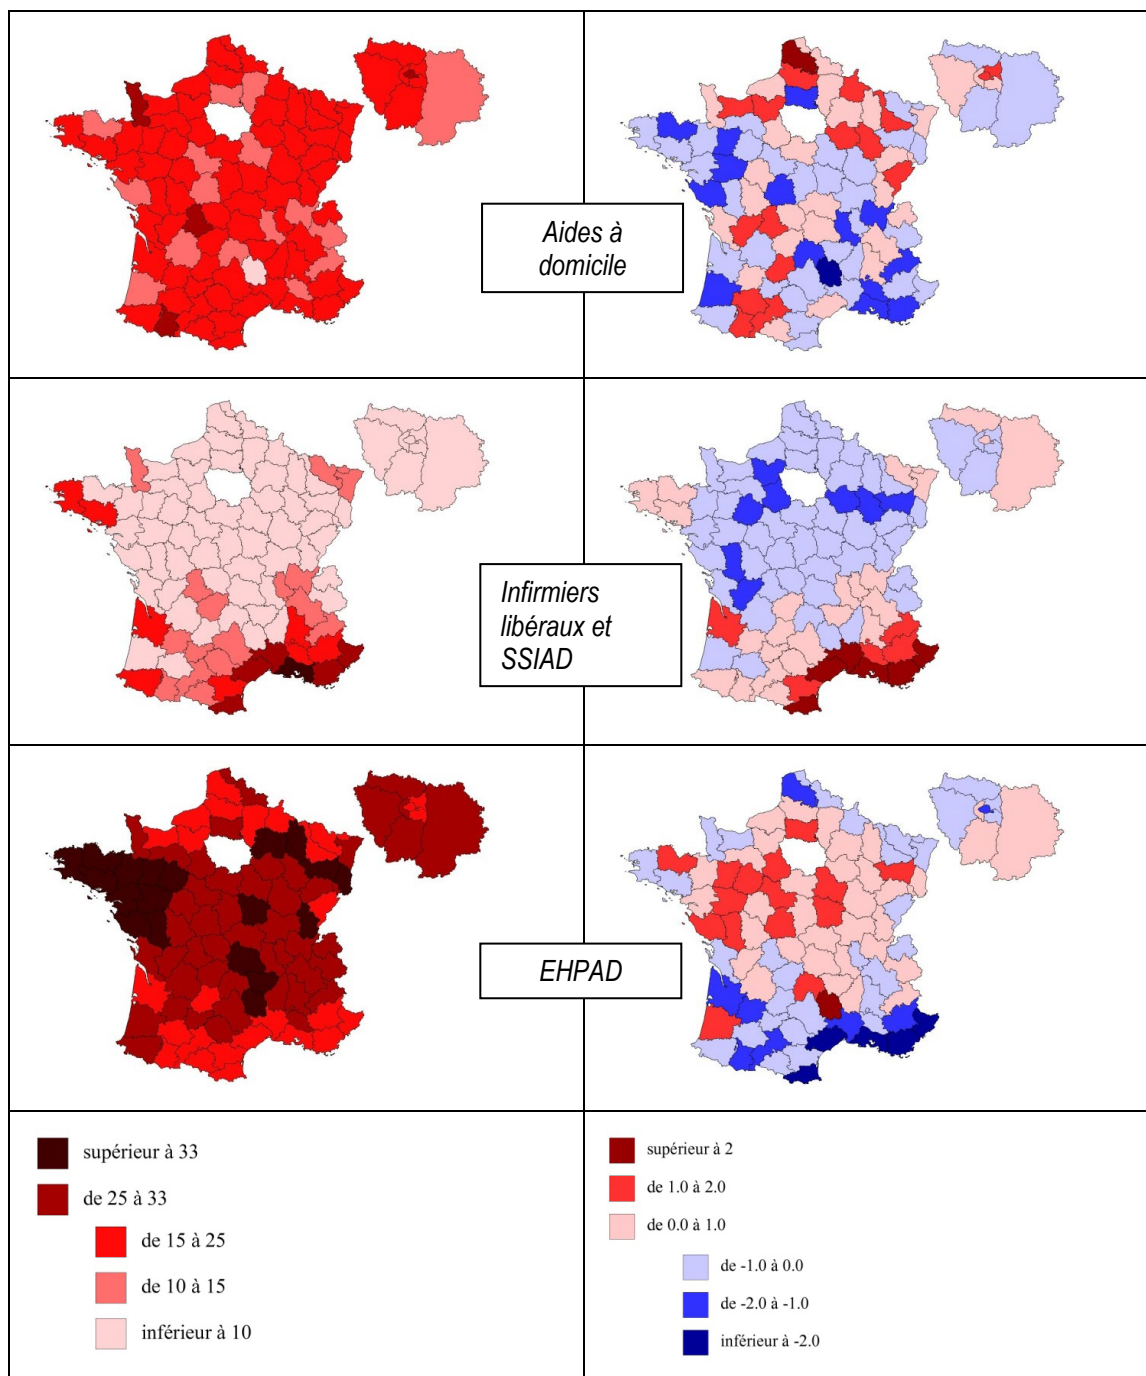 Aides à
domicile
Infirmiers
libéraux et
SSIAD
EHPAD
supérieur à 33
de 25 à 33
de 15 à 25
de 10 à 15
inférieur à 10
supérieur à 2
de 1.0 à 2.0
de 0.0 à 1.0
de -1.0 à 0.0
de -2.0 à -1.0
inférieur à -2.0